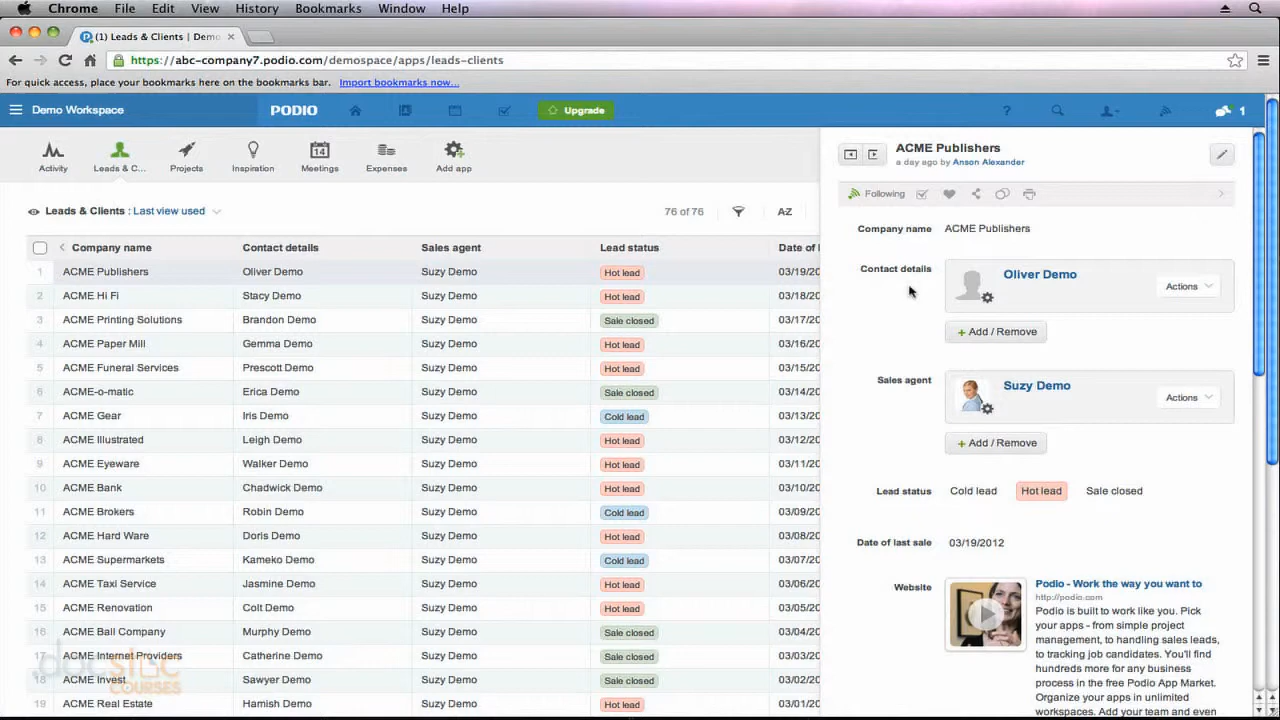 Chrome File Edit View History Bookmarks Window Help
(1) Leads & Clients | Demo
https://abc-company7.podio.com/demospace/apps/leads-clients
For quick access, place your bookmarks here on the bookmarks bar. Import bookmarks now...
Demo Workspace PODIO Upgrade ? 1
Activity Leads & C... Projects Inspiration 14 Meetings Expenses Add app
Leads & Clients : Last view used 76 of 76 A-Z
Company name Contact details Sales agent Lead status Date of l
1 ACME Publishers Oliver Demo Suzy Demo Hot lead 03/19/20
2 ACME Hi Fi Stacy Demo Suzy Demo Hot lead 03/18/20
3 ACME Printing Solutions Brandon Demo Suzy Demo Sale closed 03/17/20
4 ACME Paper Mill Gemma Demo Suzy Demo Hot lead 03/16/20
5 ACME Funeral Services Prescott Demo Suzy Demo Hot lead 03/15/20
6 ACME-o-matic Erica Demo Suzy Demo Sale closed 03/14/20
7 ACME Gear Iris Demo Suzy Demo Cold lead 03/13/20
8 ACME Illustrated Leigh Demo Suzy Demo Hot lead 03/12/20
9 ACME Eyeware Walker Demo Suzy Demo Hot lead 03/11/20
10 ACME Bank Chadwick Demo Suzy Demo Hot lead 03/10/20
11 ACME Brokers Robin Demo Suzy Demo Cold lead 03/09/20
12 ACME Hard Ware Doris Demo Suzy Demo Hot lead 03/08/20
13 ACME Supermarkets Kameko Demo Suzy Demo Cold lead 03/07/20
14 ACME Taxi Service Jasmine Demo Suzy Demo Hot lead 03/06/20
15 ACME Renovation Colt Demo Suzy Demo Hot lead 03/05/20
16 ACME Ball Company Murphy Demo Suzy Demo Sale closed 03/04/20
17 ACME Internet Providers Catherine Demo Suzy Demo Sale closed 03/03/20
18 ACME Invest Sawyer Demo Suzy Demo Sale closed 03/02/20
19 ACME Real Estate Hamish Demo Suzy Demo Hot lead 03/01/20
docstoc
COURSES
ACME Publishers
a day ago by Anson Alexander
Following
Company name ACME Publishers
Contact details Oliver Demo Actions
+ Add / Remove
Sales agent Suzy Demo Actions
+ Add / Remove
Lead status Cold lead Hot lead Sale closed
Date of last sale 03/19/2012
Website Podio - Work the way you want to
http://podio.com
Podio is built to work like you. Pick
your apps - from simple project
management, to handling sales leads,
to tracking job candidates. You'll find
hundreds more for any business
process in the free Podio App Market.
Organize your apps in unlimited
workspaces. Add your team and even